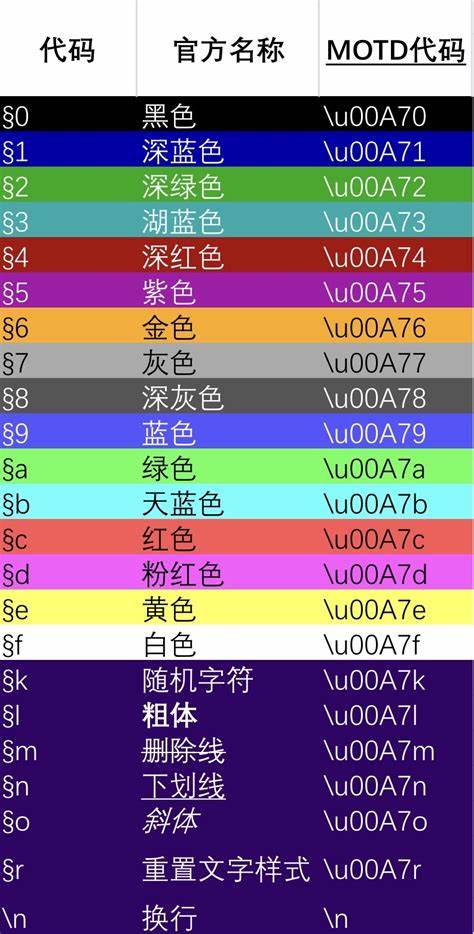 代码 官方名称 MOTD代码
§0 黑色 \u00A70
§1 深蓝色 \u00A71
§2 深绿色 \u00A72
§3 湖蓝色 \u00A73
§4 深红色 \u00A74
§5 紫色 \u00A75
§6 金色 \u00A76
§7 灰色 \u00A77
§8 深灰色 \u00A78
§9 蓝色 \u00A79
§a 绿色 \u00A7a
§b 天蓝色 \u00A7b
§c 红色 \u00A7c
§d 粉红色 \u00A7d
§e 黄色 \u00A7e
§f 白色 \u00A7f
§k 随机字符 \u00A7k
§l 粗体 \u00A7l
§m 删除线 \u00A7m
§n 下划线 \u00A7n
§o 斜体 \u00A7o
§r 重置文字样式 \u00A7r
\n 换行 \n